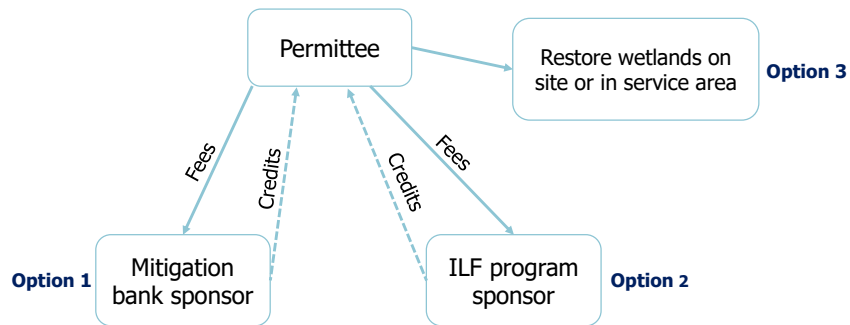 Permittee
Restore wetlands on
site or in service area
Option 3
Fees
Credits
Credits
Fees
Option 1
Mitigation
bank sponsor
ILF program
sponsor
Option 2